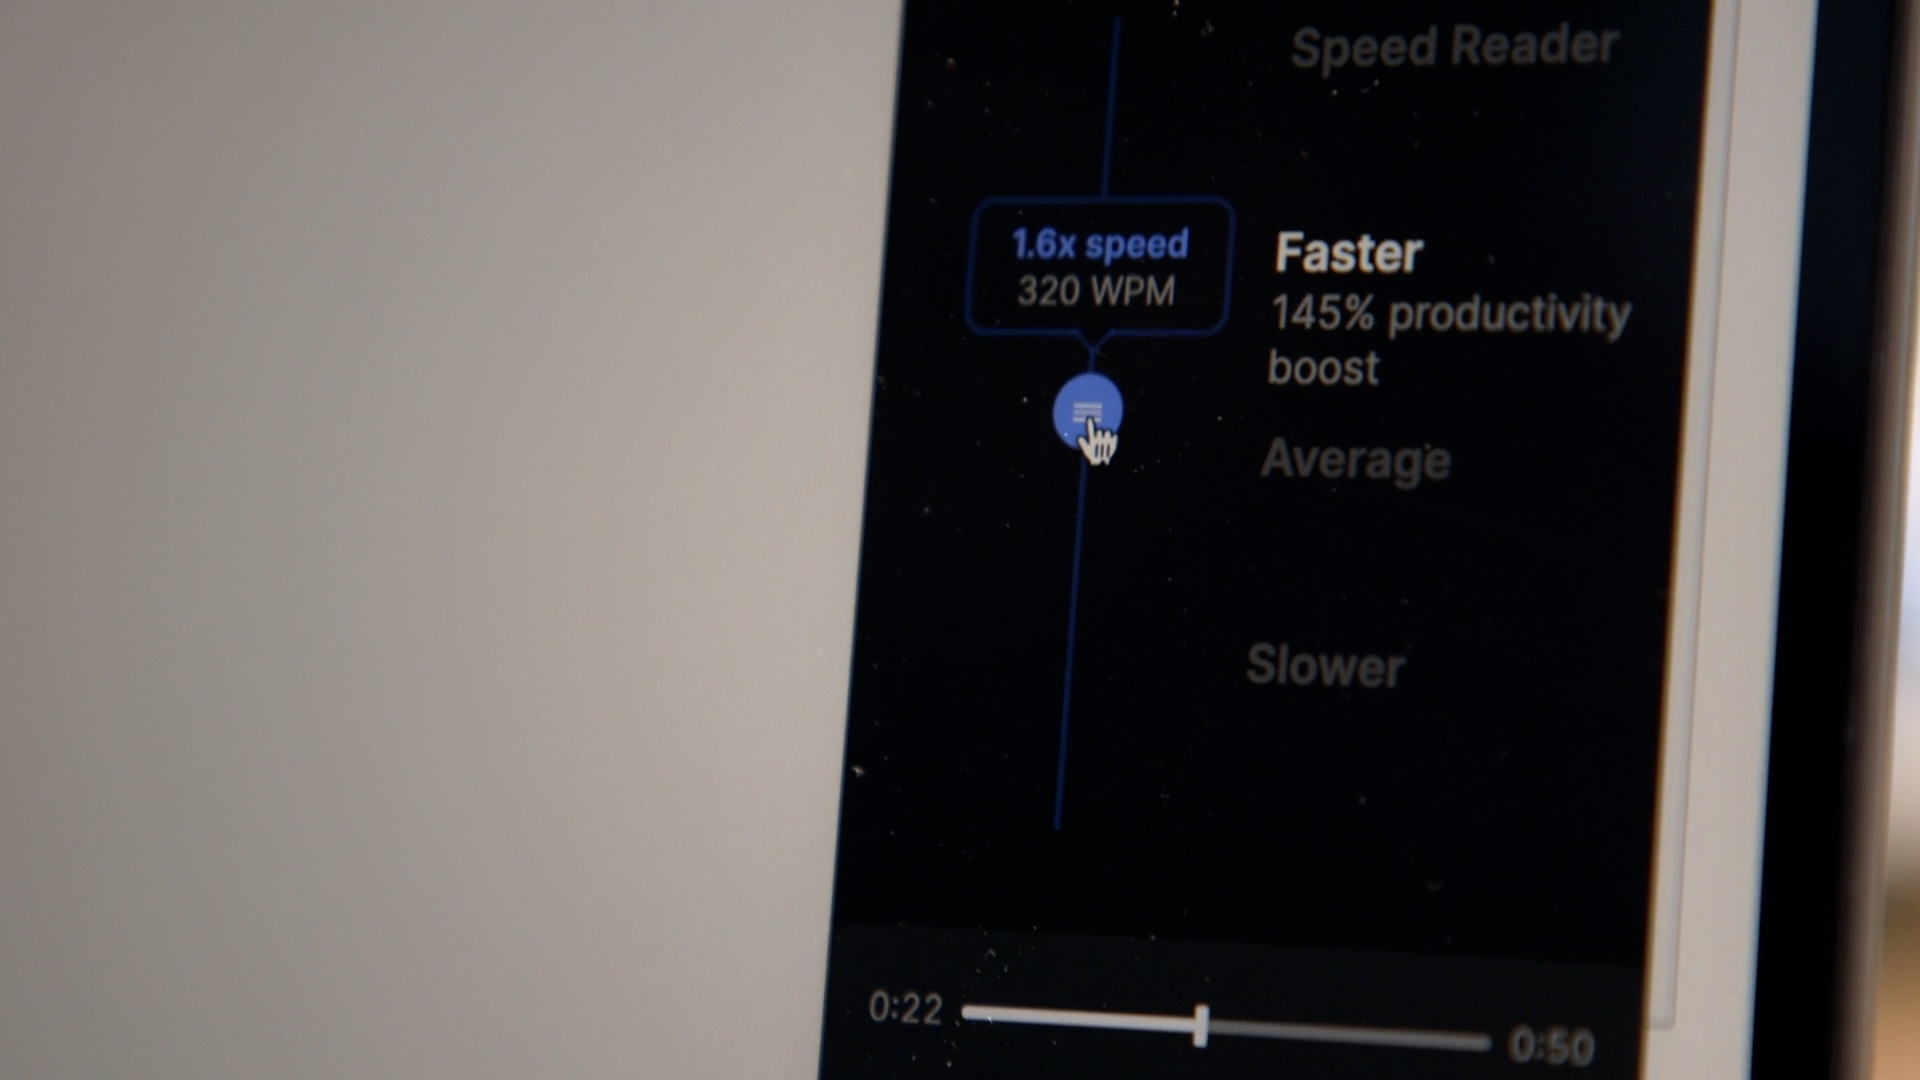 Speed Reader
1.6x speed
320 WPM
Faster
145% productivity
boost
Average
Slower
0:22
0:50